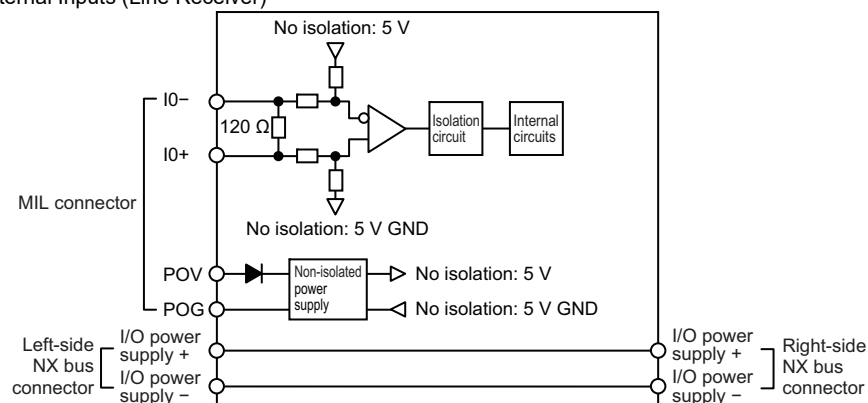 ternal Inputs (Line Receiver)
No isolation: 5 V
I0−
120 Ω
I0+
Isolation
circuit
Internal
circuits
MIL connector
No isolation: 5 V GND
POV
Non-isolated
power
supply
No isolation: 5 V
POG
No isolation: 5 V GND
Left-side
NX bus
connector
I/O power
supply +
I/O power
supply −
I/O power
supply +
I/O power
supply −
Right-side
NX bus
connector